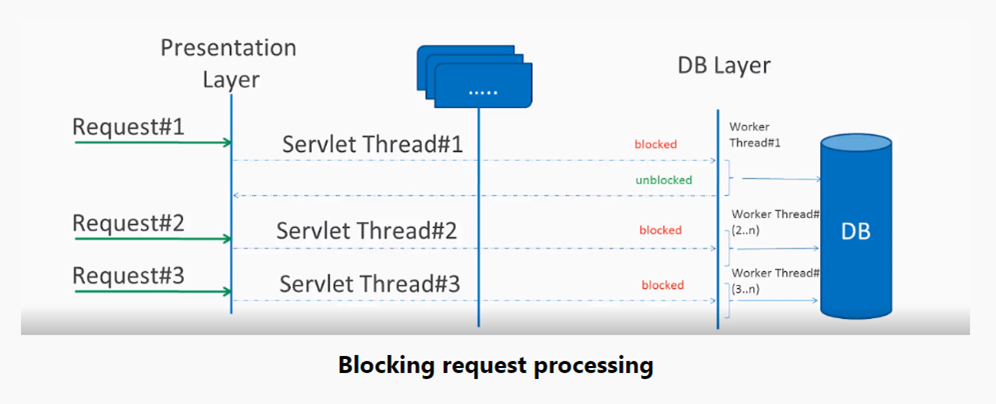 Presentation
Layer
.....
DB Layer
Request#1
Servlet Thread#1
blocked
Worker
Thread#1
unblocked
Request#2
Servlet Thread#2
blocked
Worker Thread#
(2..n)
DB
Request#3
Servlet Thread#3
blocked
Worker Thread#
(3..n)
Blocking request processing